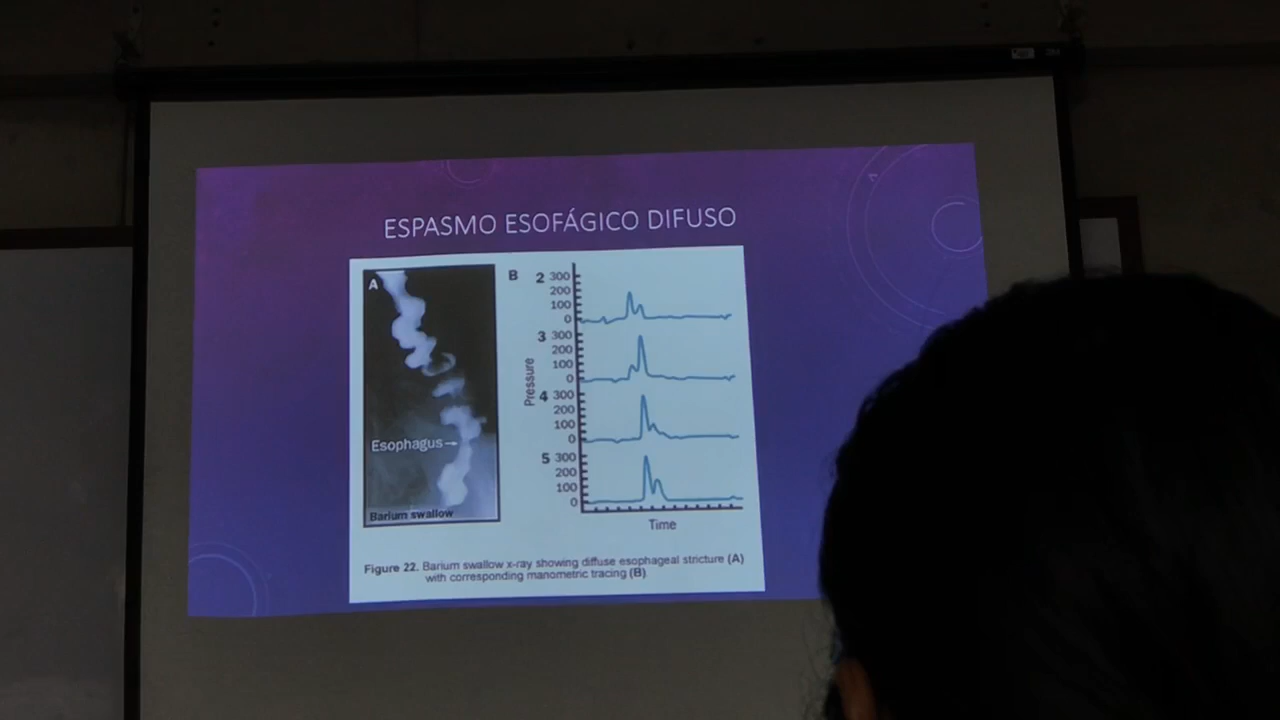 ESPASMO ESOFÁGICO DIFUSO
A
Esophagus
Barium swallow
B
Pressure
2 300
200
100
0
3 300
200
100
0
4 300
200
100
0
5 300
200
100
0
Time
Figure 22. Barium swallow x-ray showing diffuse esophageal stricture (A)
with corresponding manometric tracing (B).